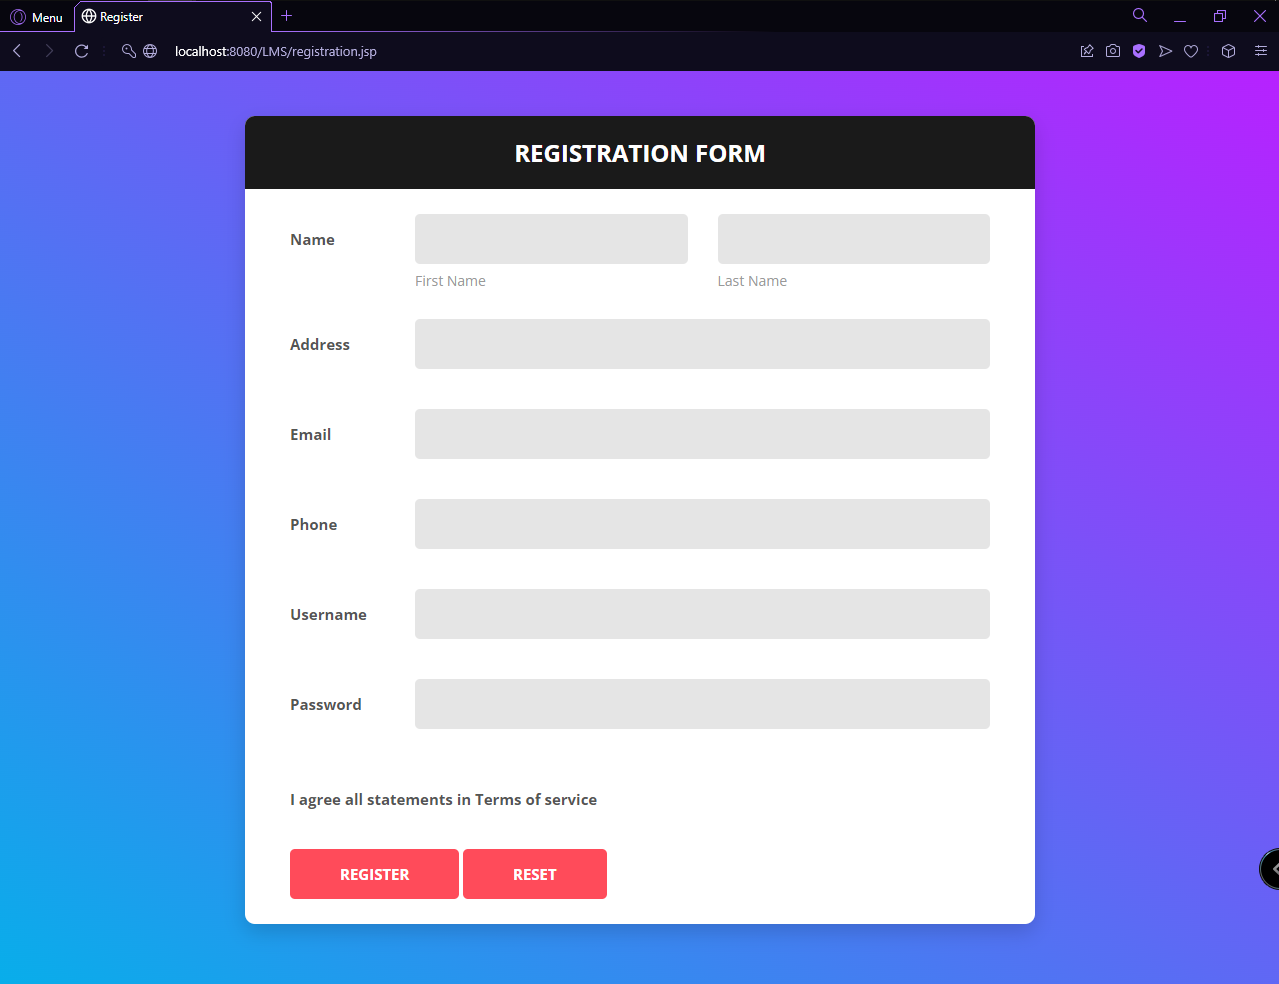 Menu
Register
localhost:8080/LMS/registration.jsp
REGISTRATION FORM
Name
First Name
Last Name
Address
Email
Phone
Username
Password
I agree all statements in Terms of service
REGISTER
RESET